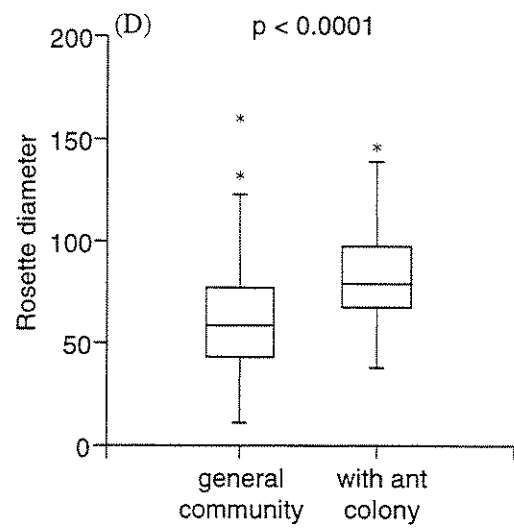 (D) p < 0.0001
200
150
100
50
0
Rosette diameter
* * *
general community
with ant colony